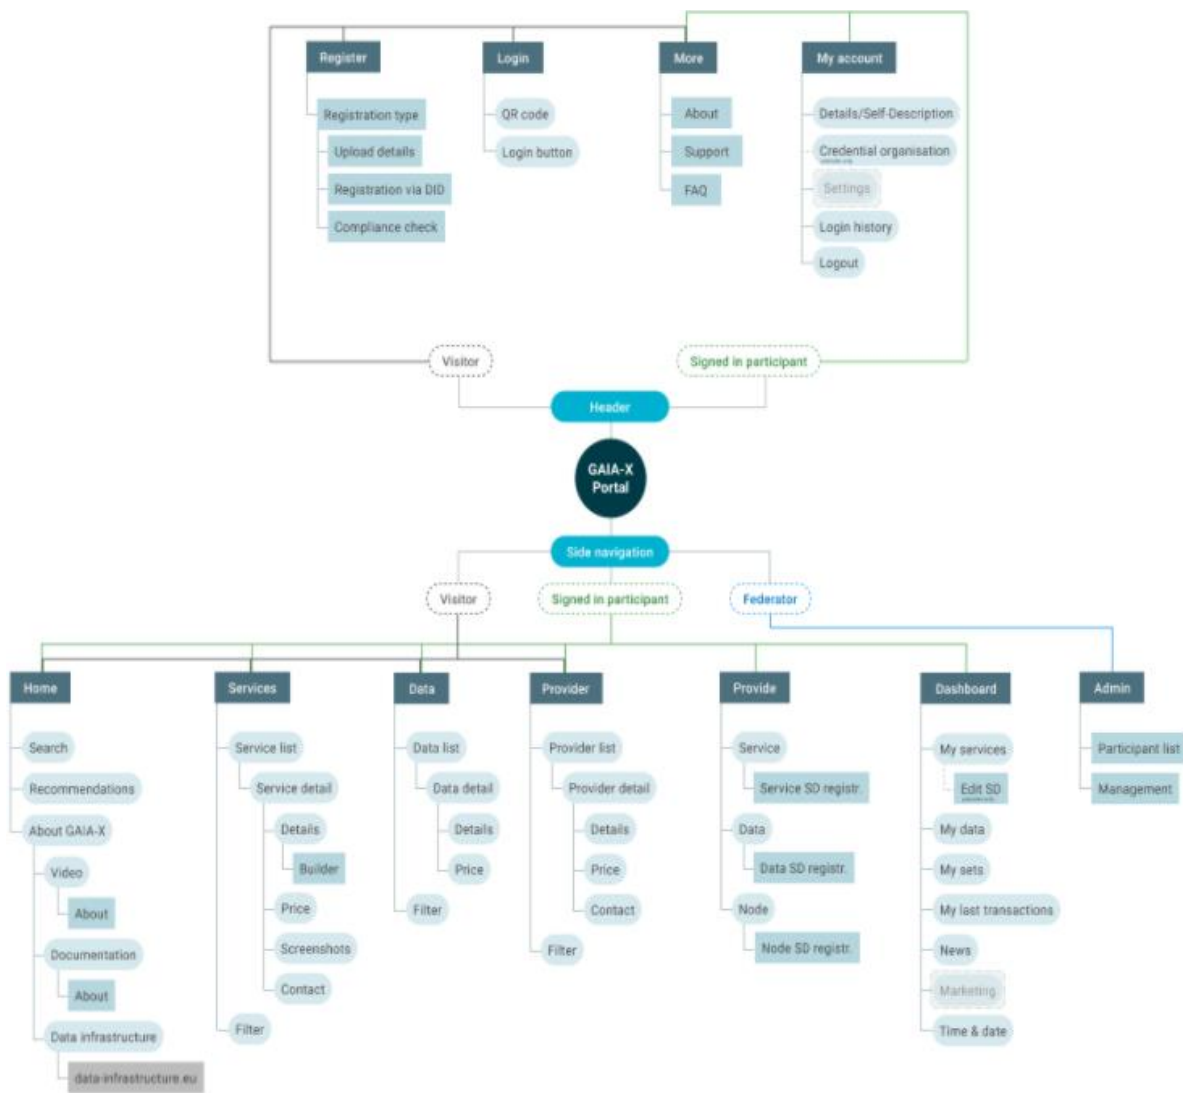 Register
Login
More
My account
Registration type
QR code
About
Details/Self-Description
Upload details
Login button
Support
Credential organisation
Registration via DID
FAQ
Settings
Compliance check
Login history
Logout
Visitor
Signed in participant
Header
GAIA-X
Portal
Side navigation
Visitor
Signed in participant
Federator
Home
Services
Data
Provider
Provide
Dashboard
Admin
Search
Service list
Data list
Provider list
Service
My services
Participant list
Recommendations
Service detail
Data detail
Provider detail
Service SD registr.
Edit SD
Management
About GAIA-X
Details
Details
Details
Data
My data
Video
Builder
Price
Price
Data SD registr.
My sets
About
Price
Filter
Contact
Node
My last transactions
Documentation
Screenshots
Filter
Node SD registr.
News
About
Contact
Marketing
Data infrastructure
Filter
Time & date
data-infrastructure.eu